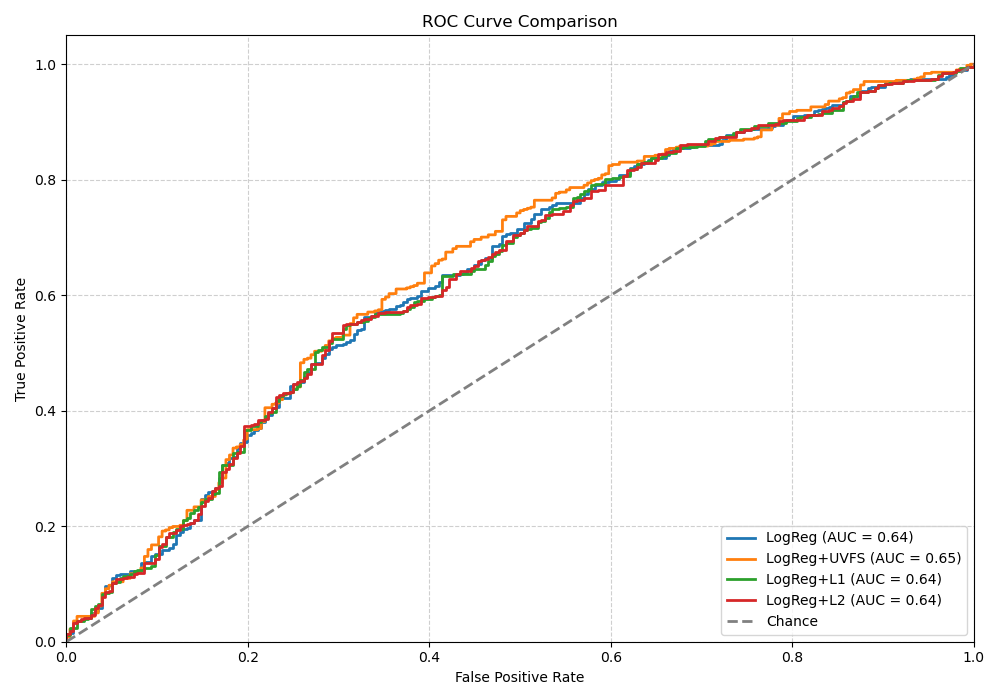 ROC Curve Comparison
True Positive Rate
1.0
0.8
0.6
0.4
0.2
0.0
0.0 0.2 0.4 0.6 0.8 1.0
False Positive Rate
LogReg (AUC = 0.64)
LogReg+UVFS (AUC = 0.65)
LogReg+L1 (AUC = 0.64)
LogReg+L2 (AUC = 0.64)
Chance